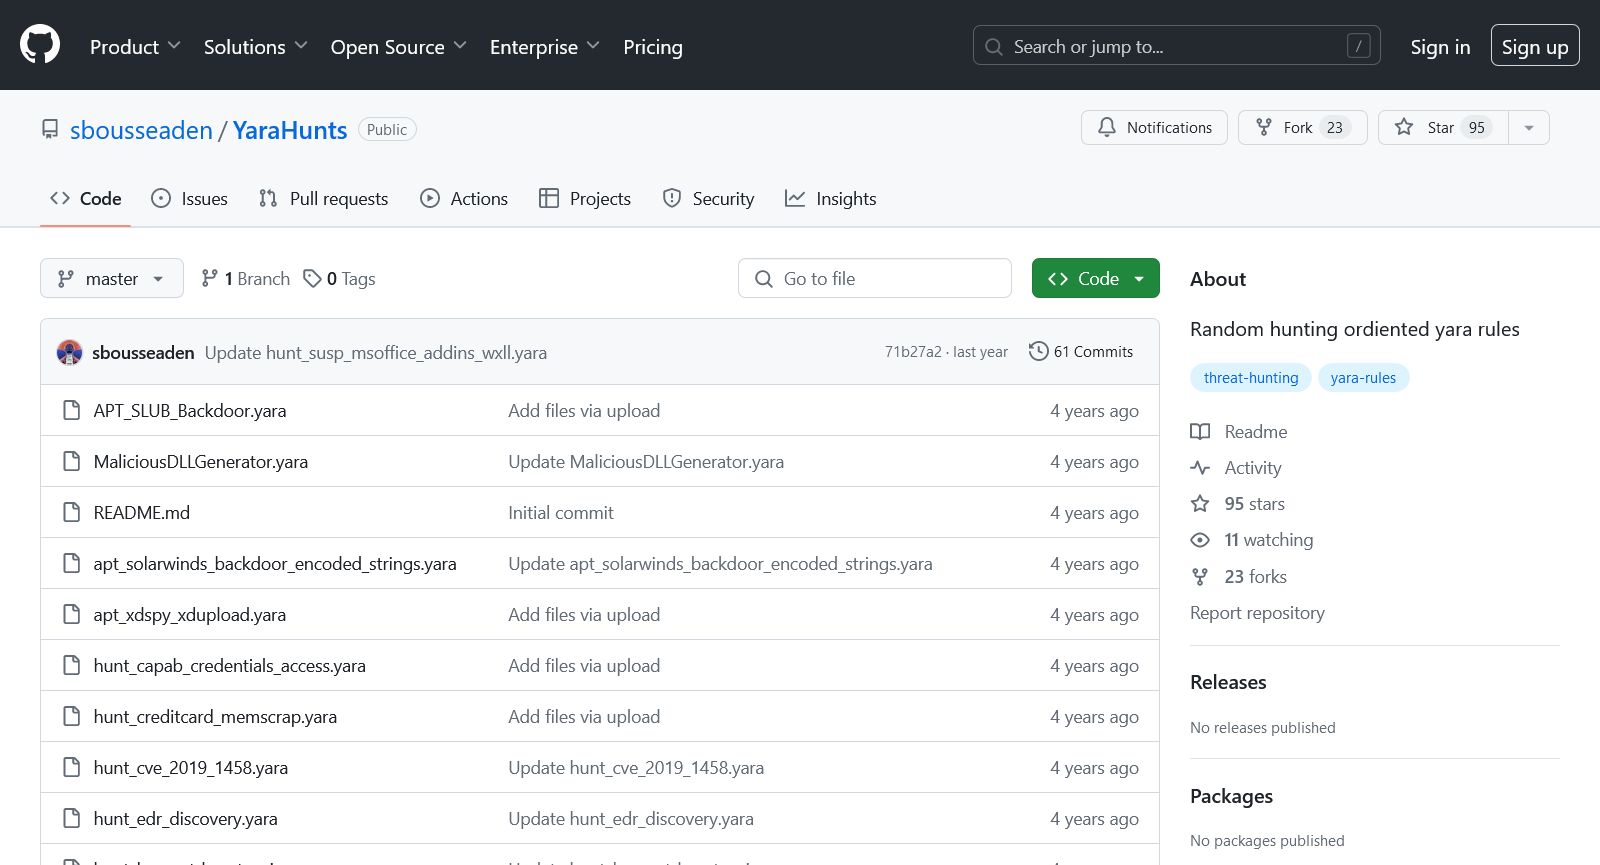 Product Solutions Open Source Enterprise Pricing Search or jump to... / Sign in Sign up
sbousseaden / YaraHunts Public Notifications Fork 23 Star 95
Code Issues Pull requests Actions Projects Security Insights
master 1 Branch 0 Tags Go to file Code
sbousseaden Update hunt_susp_msoffice_addins_wxll.yara 71b27a2 · last year 61 Commits
APT_SLUB_Backdoor.yara Add files via upload 4 years ago
MaliciousDLLGenerator.yara Update MaliciousDLLGenerator.yara 4 years ago
README.md Initial commit 4 years ago
apt_solarwinds_backdoor_encoded_strings.yara Update apt_solarwinds_backdoor_encoded_strings.yara 4 years ago
apt_xdspy_xdupload.yara Add files via upload 4 years ago
hunt_capab_credentials_access.yara Add files via upload 4 years ago
hunt_creditcard_memscrap.yara Add files via upload 4 years ago
hunt_cve_2019_1458.yara Update hunt_cve_2019_1458.yara 4 years ago
hunt_edr_discovery.yara Update hunt_edr_discovery.yara 4 years ago
About
Random hunting ordiented yara rules
threat-hunting yara-rules
Readme
Activity
95 stars
11 watching
23 forks
Report repository
Releases
No releases published
Packages
No packages published